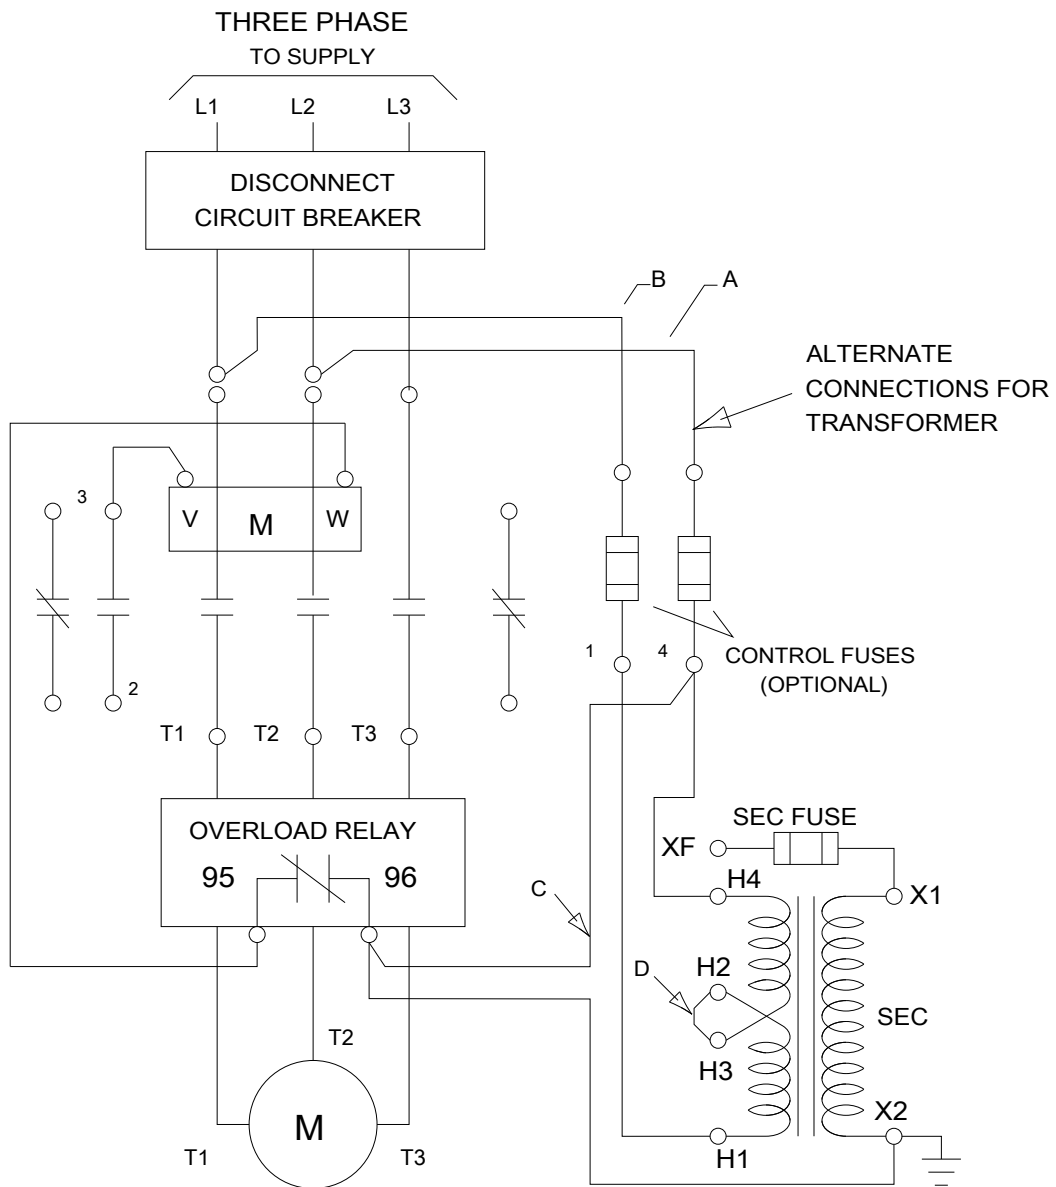 THREE PHASE
TO SUPPLY
L1 L2 L3
DISCONNECT
CIRCUIT BREAKER
B A
ALTERNATE
CONNECTIONS FOR
TRANSFORMER
3
V M W
2
1 4
CONTROL FUSES
(OPTIONAL)
T1 T2 T3
OVERLOAD RELAY
95 96
SEC FUSE
XF
H4
X1
C
D
H2
SEC
H3
X2
H1
T2
M
T1 T3